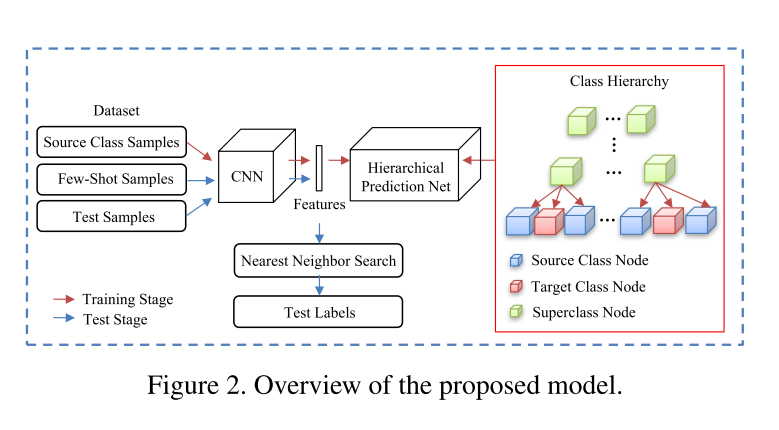 Dataset
Source Class Samples
Few-Shot Samples
Test Samples
CNN
Features
Hierarchical
Prediction Net
Nearest Neighbor Search
Test Labels
Training Stage
Test Stage
Class Hierarchy
...
...
...
...
Source Class Node
Target Class Node
Superclass Node
Figure 2. Overview of the proposed model.